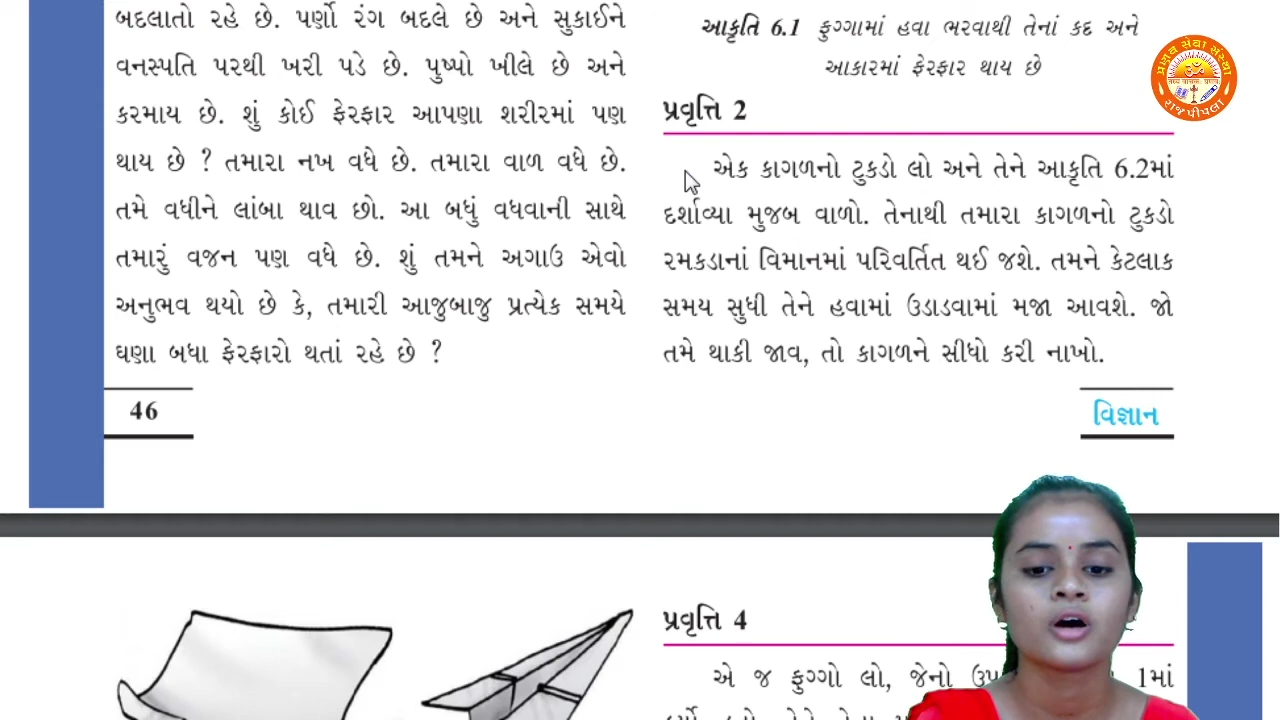 બદલાતો રહે છે. પર્ણો રંગ બદલે છે અને સુકાઈને
વનસ્પતિ પરથી ખરી પડે છે. પુષ્પો ખીલે છે અને
કરમાય છે. શું કોઈ ફેરફાર આપણા શરીરમાં પણ
થાય છે ? તમારા નખ વધે છે. તમારા વાળ વધે છે.
તમે વધીને લાંબા થાવ છો. આ બધું વધવાની સાથે
તમારું વજન પણ વધે છે. શું તમને અગાઉ એવો
અનુભવ થયો છે કે, તમારી આજુબાજુ પ્રત્યેક સમયે
ઘણા બધા ફેરફારો થતાં રહે છે ?
46
આકૃતિ 6.1 ફુગ્ગામાં હવા ભરવાથી તેનાં કદ અને
આકારમાં ફેરફાર થાય છે
પ્રવૃત્તિ 2
એક કાગળનો ટુકડો લો અને તેને આકૃતિ 6.2માં
દર્શાવ્યા મુજબ વાળો. તેનાથી તમારા કાગળનો ટુકડો
રમકડાનાં વિમાનમાં પરિવર્તિત થઈ જશે. તમને કેટલાક
સમય સુધી તેને હવામાં ઉડાડવામાં મજા આવશે. જો
તમે થાકી જાવ, તો કાગળને સીધો કરી નાખો.
વિજ્ઞાન
પ્રણવ સેવા સંસ્થા
રાજપીપલા
પ્રવૃત્તિ 4
એ જ ફુગ્ગો લો, જેનો 1માં